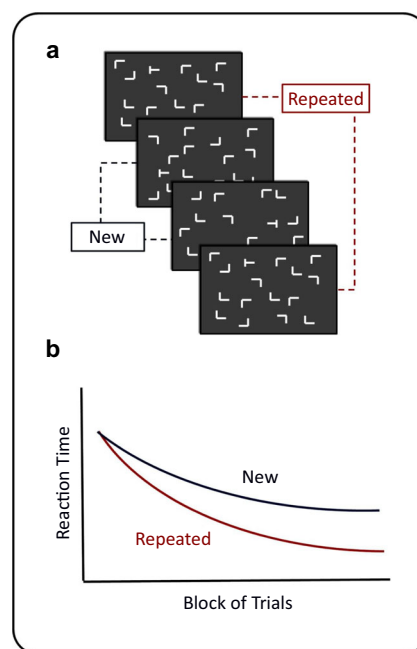 a
Repeated
New
b
Reaction Time
New
Repeated
Block of Trials